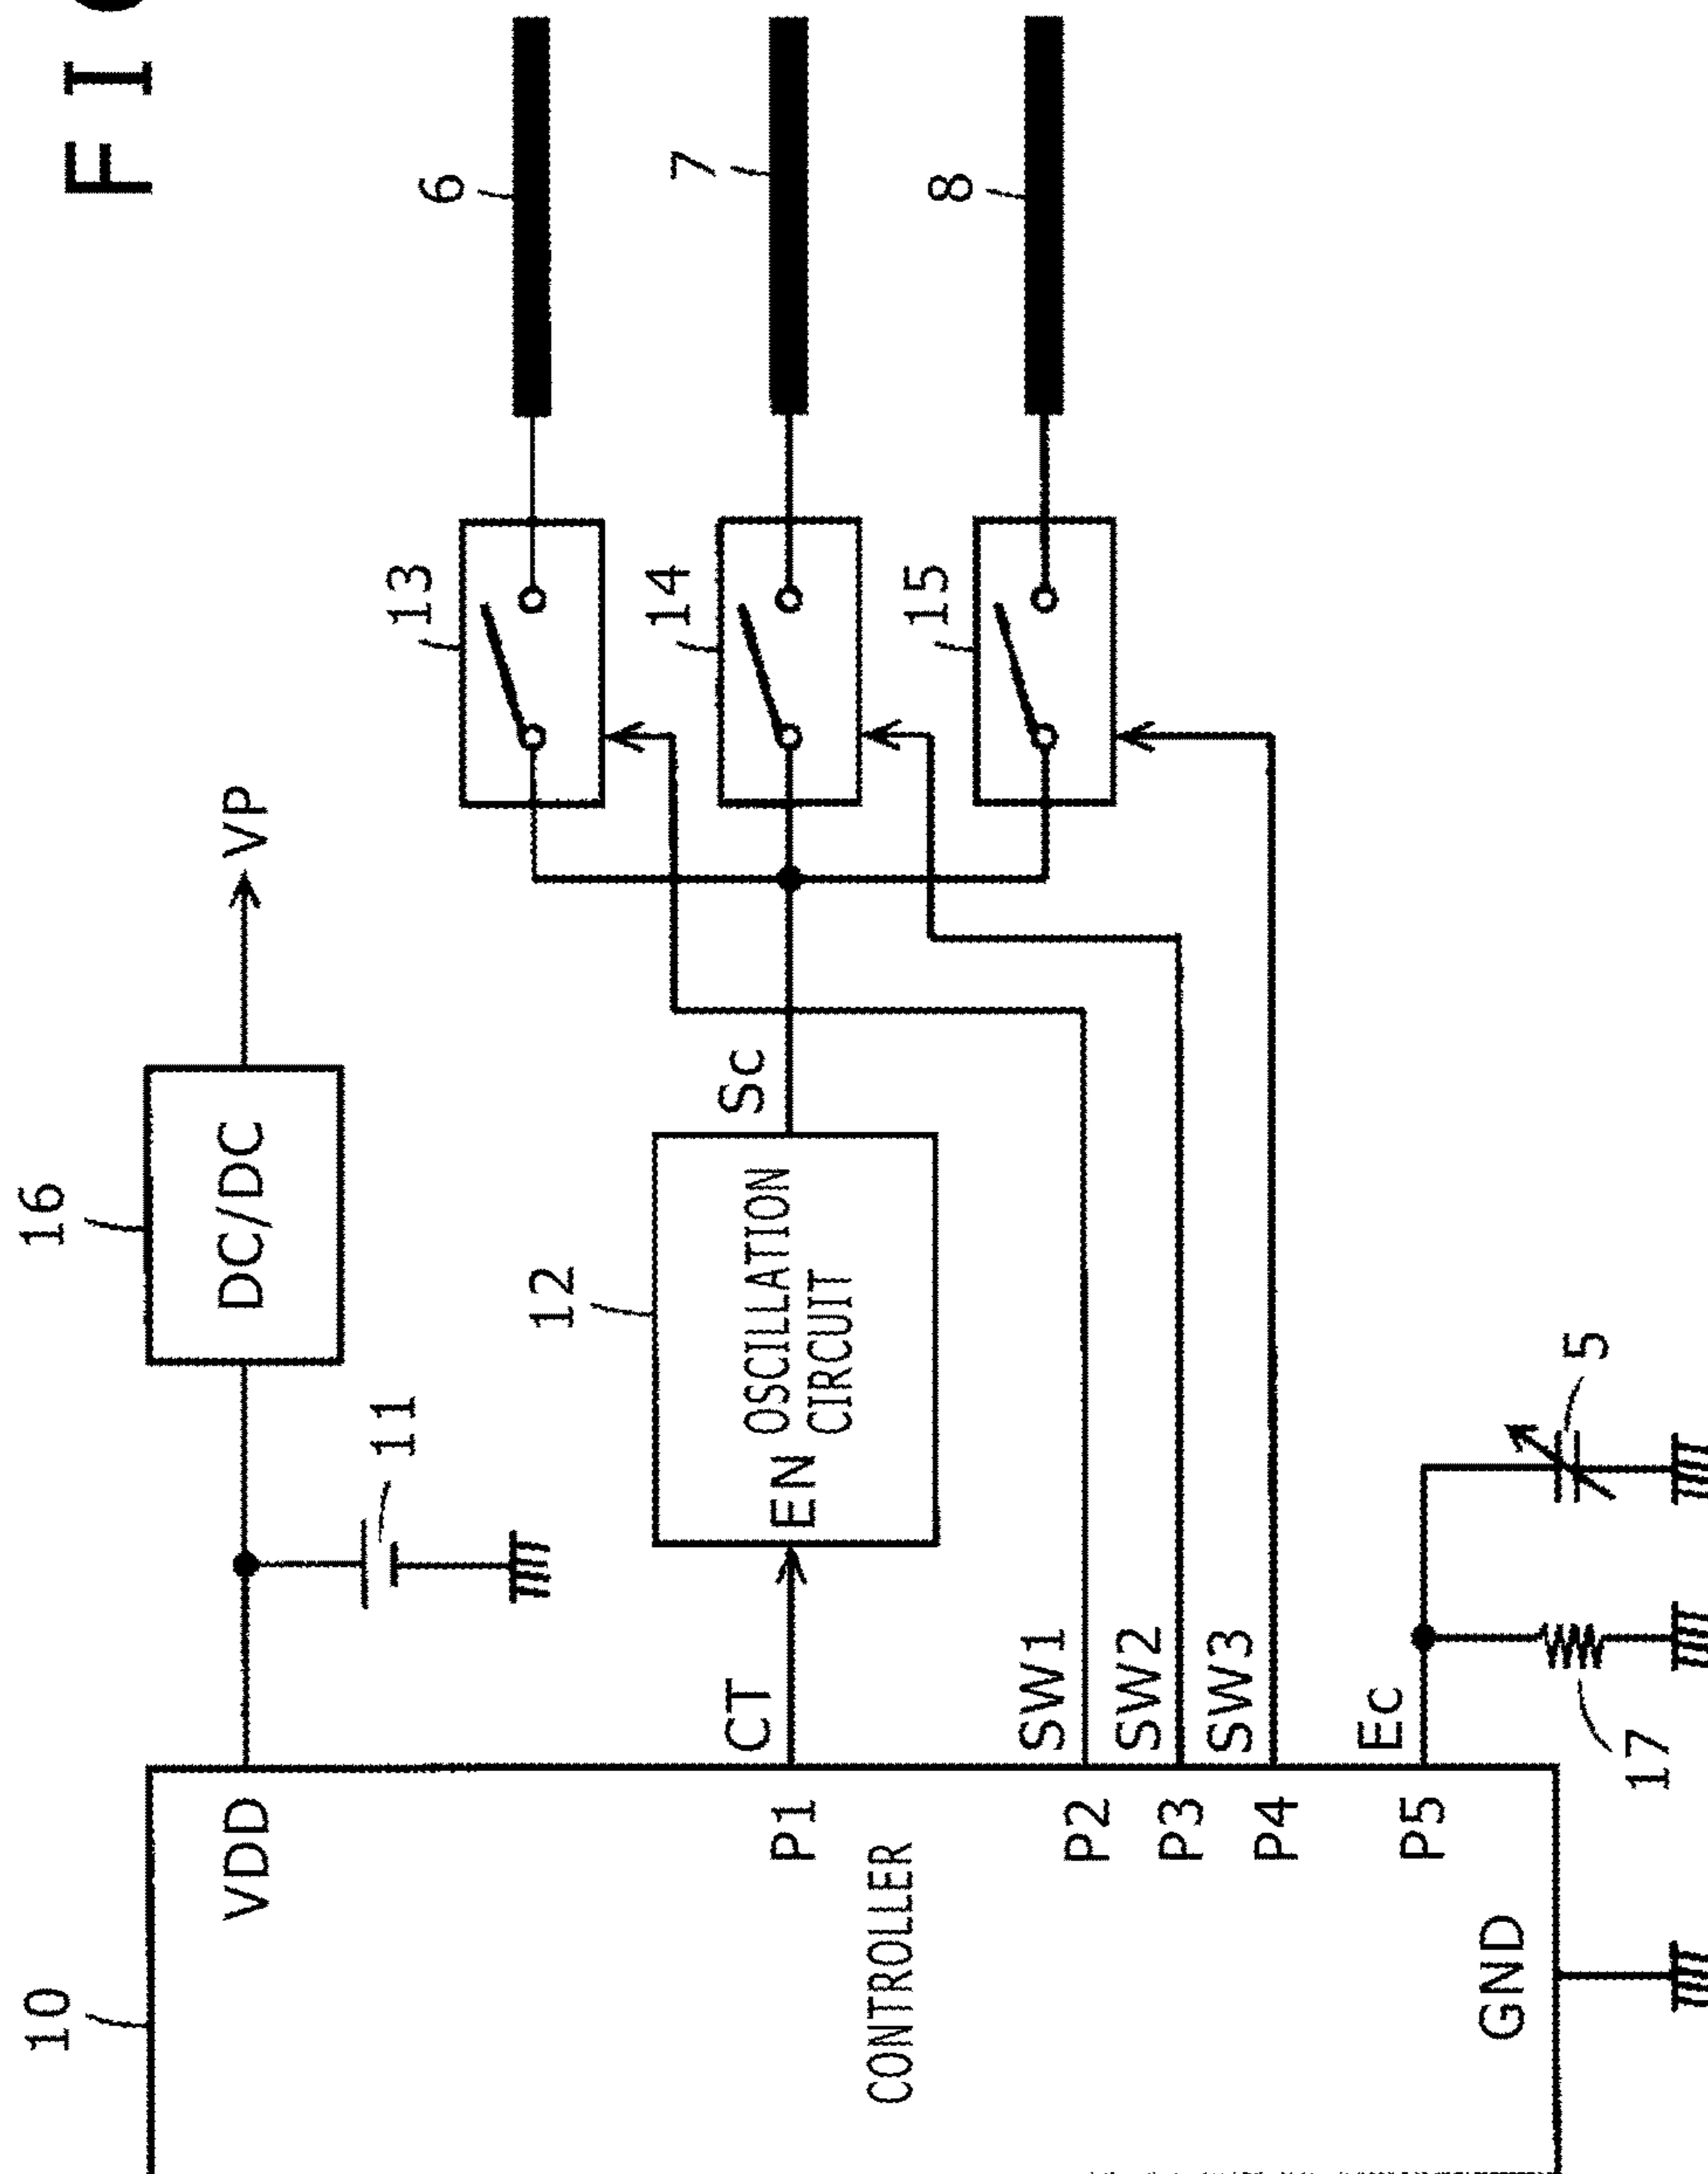 FI
10
VDD
P1
CONTROLLER
P2
P3
P4
P5
GND
16
DC/DC
VP
11
CT
12
EN
OSCILLATION
CIRCUIT
Sc
SW1
SW2
SW3
Ec
17
5
13
14
15
6
7
8